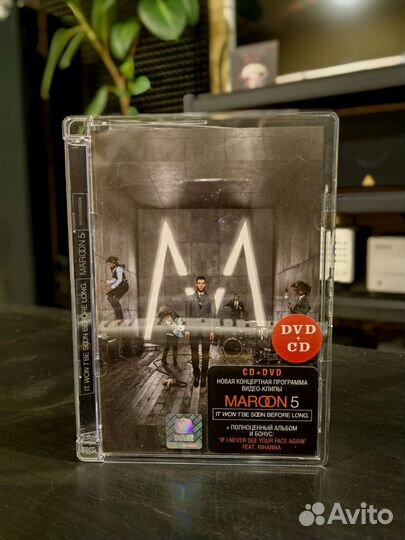 IT WON'T BE SOON BEFORE LONG. MAROON 5
M
DVD
+
CD
CD+DVD
НОВАЯ КОНЦЕРТНАЯ ПРОГРАММА
ВИДЕО-КЛИПЫ
MAROON 5
IT WON'T BE SOON BEFORE LONG.
+ ПОЛНОЦЕННЫЙ АЛЬБОМ
И БОНУС:
"IF I NEVER SEE YOUR FACE AGAIN"
FEAT. RIHANNA
Avito